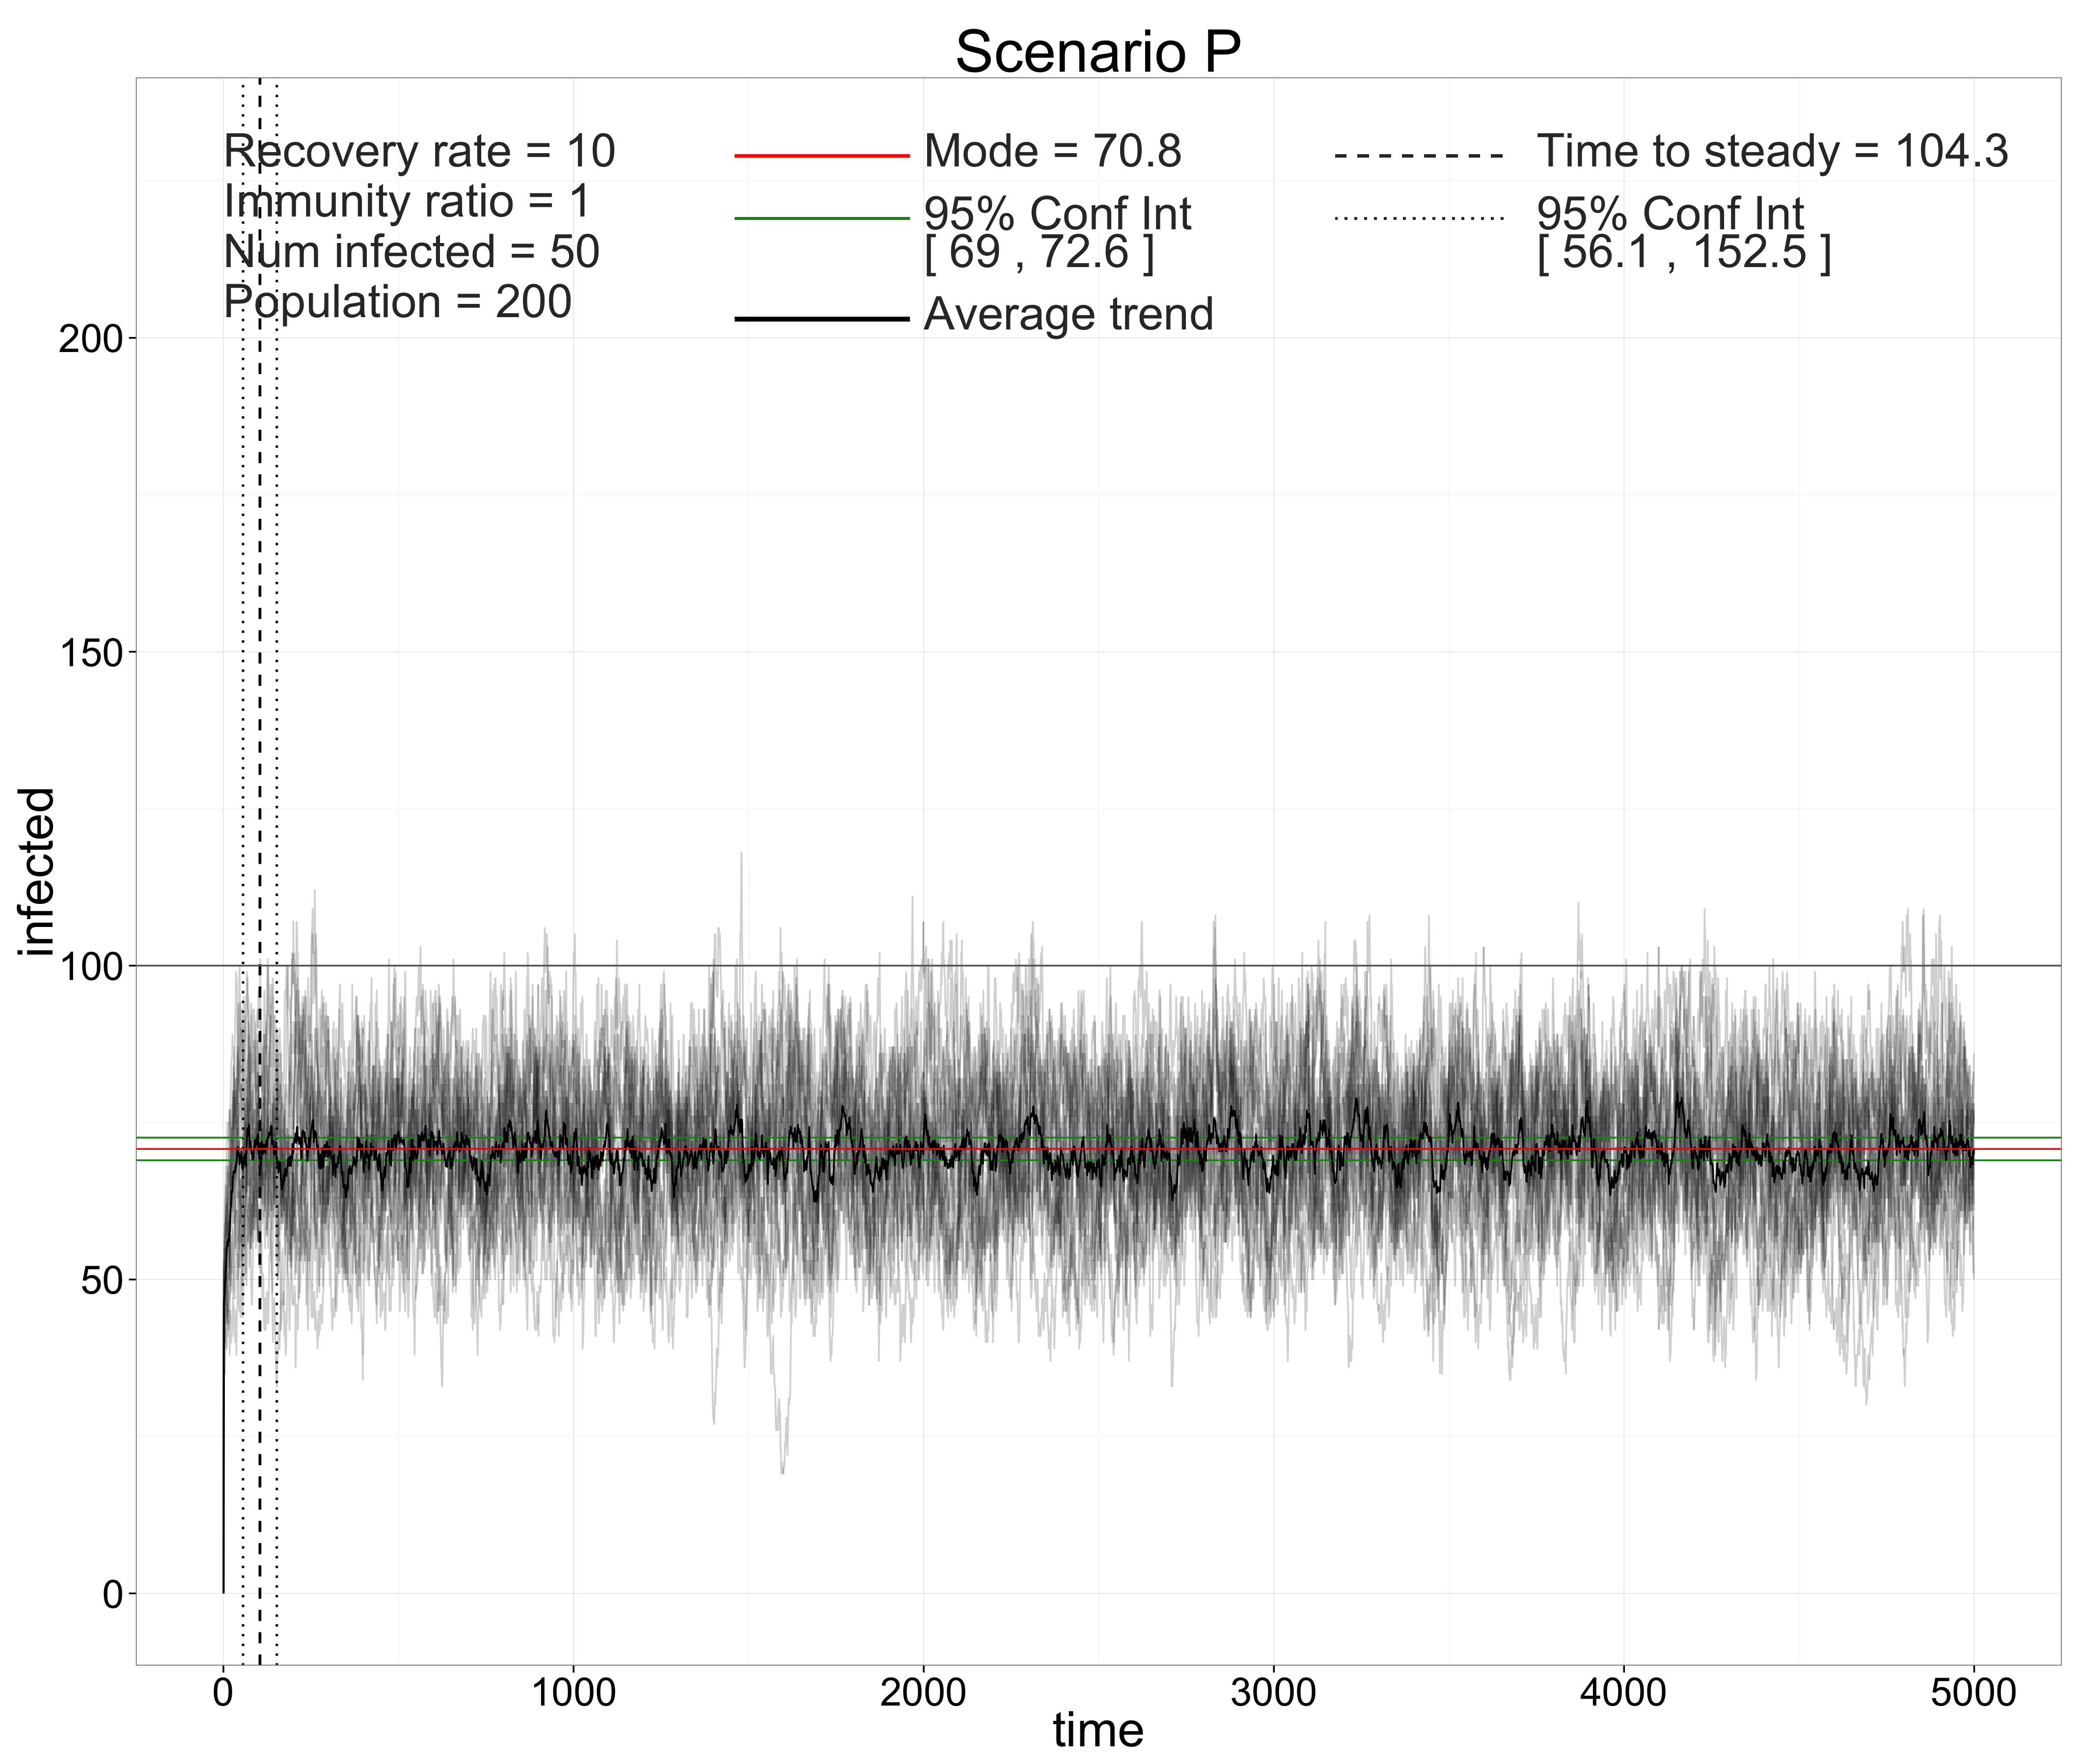 Scenario P
Recovery rate = 10
Immunity ratio = 1
Num infected = 50
Population = 200
Mode = 70.8
95% Conf Int
[ 69 , 72.6 ]
Average trend
Time to steady = 104.3
95% Conf Int
[ 56.1 , 152.5 ]
infected
200
150
100
50
0
0 1000 2000 3000 4000 5000
time